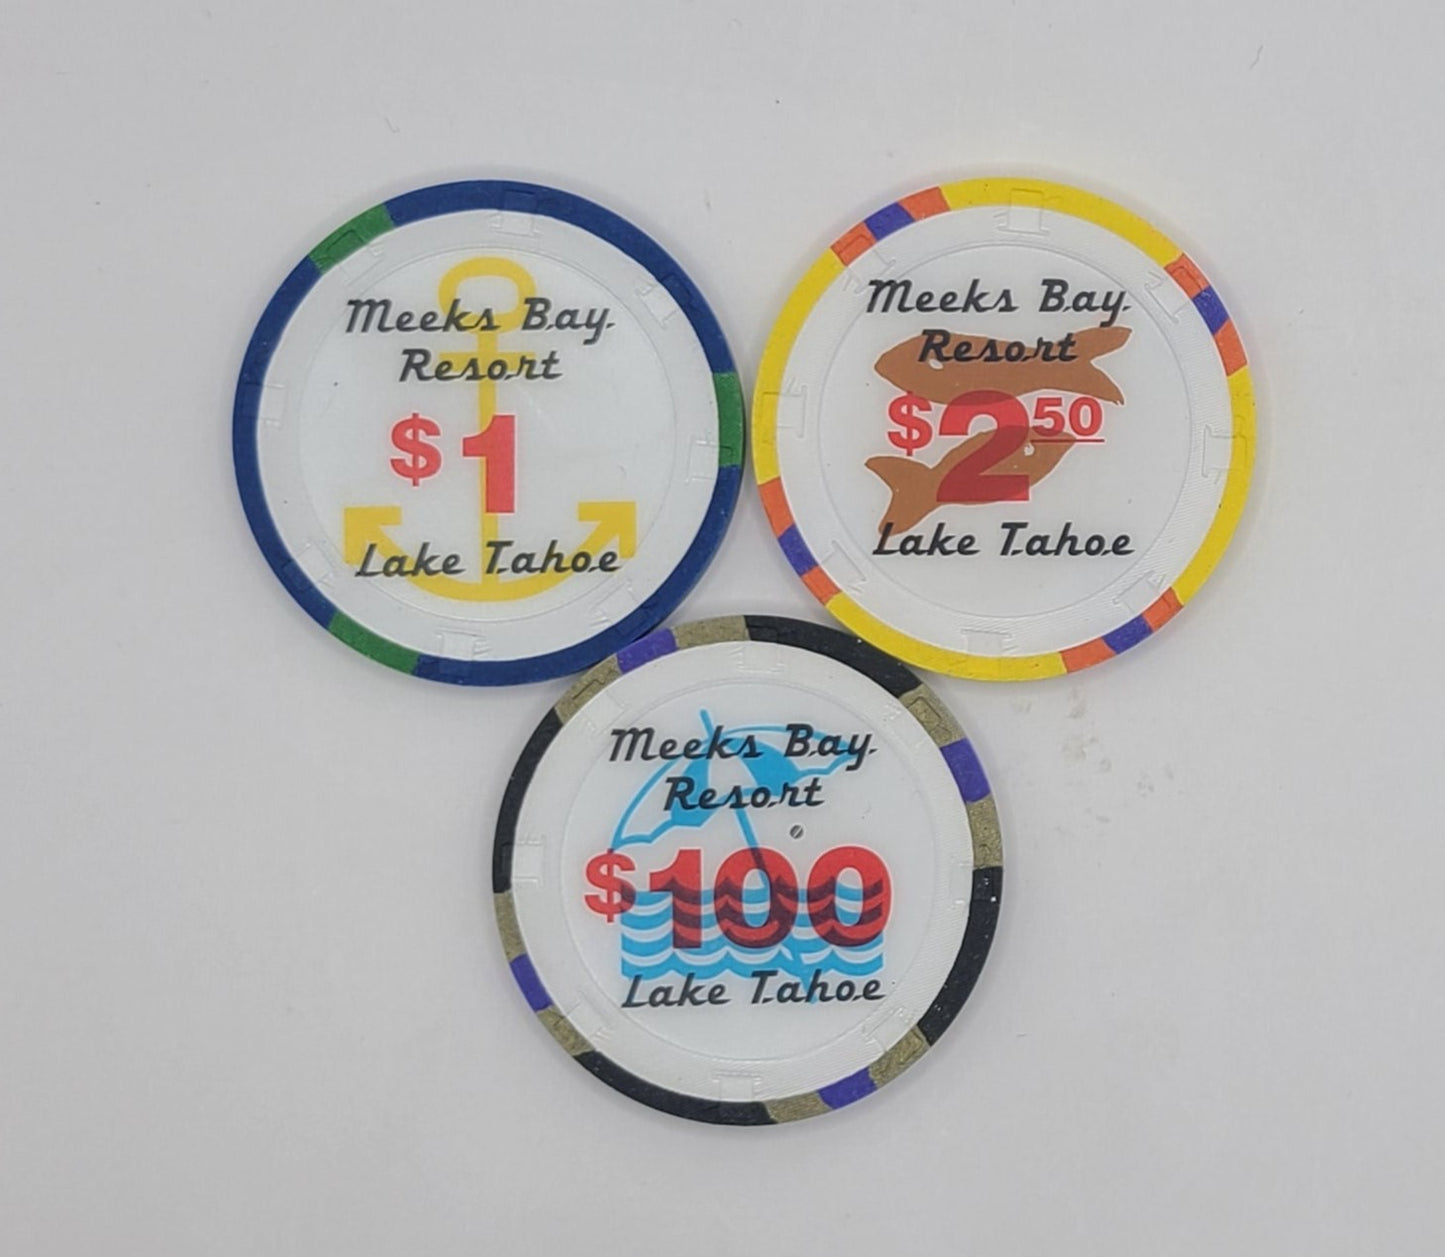 Meeks Bay
Resort
$1
Lake Tahoe
Meeks Bay
Resort
$2 50
Lake Tahoe
Meeks Bay
Resort
$100
Lake Tahoe